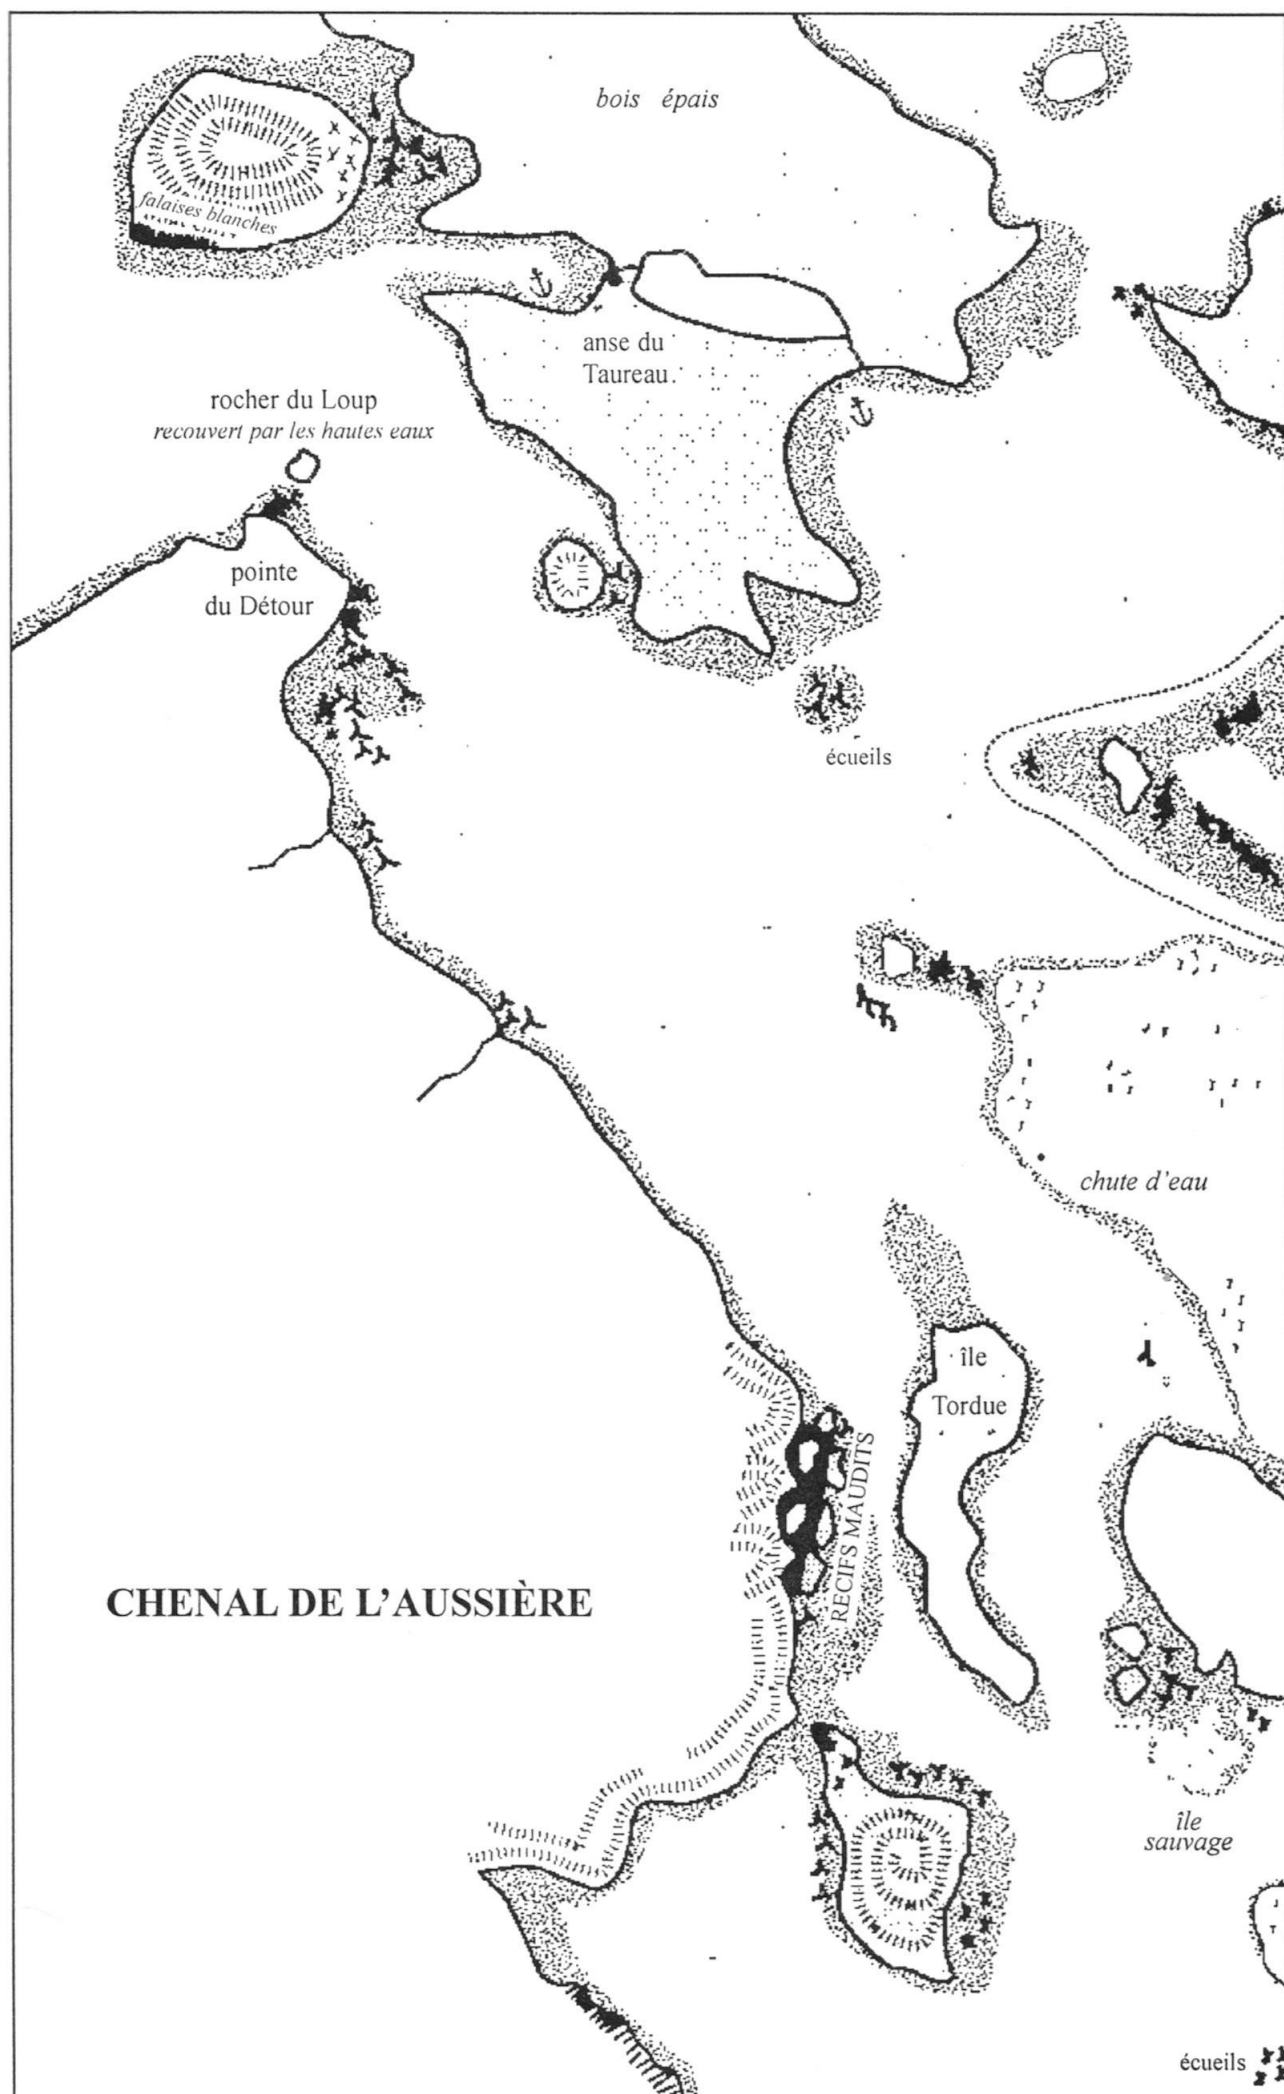 bois épais
falaises blanches
anse du
Taureau
rocher du Loup
recouvert par les hautes eaux
pointe
du Détour
écueils
chute d'eau
île
Tordue
RECIFS MAUDITS
CHENAL DE L'AUSSIÈRE
île
sauvage
écueils